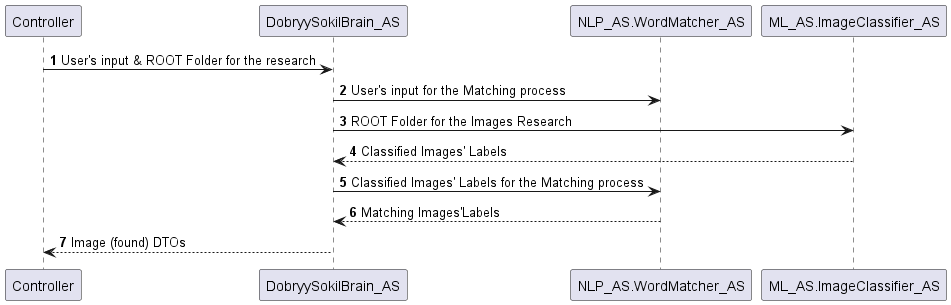 Controller DobryySokilBrain_AS NLP_AS.WordMatcher_AS ML_AS.ImageClassifier_AS
1 User's input & ROOT Folder for the research
2 User's input for the Matching process
3 ROOT Folder for the Images Research
4 Classified Images' Labels
5 Classified Images' Labels for the Matching process
6 Matching Images'Labels
7 Image (found) DTOs
Controller DobryySokilBrain_AS NLP_AS.WordMatcher_AS ML_AS.ImageClassifier_AS